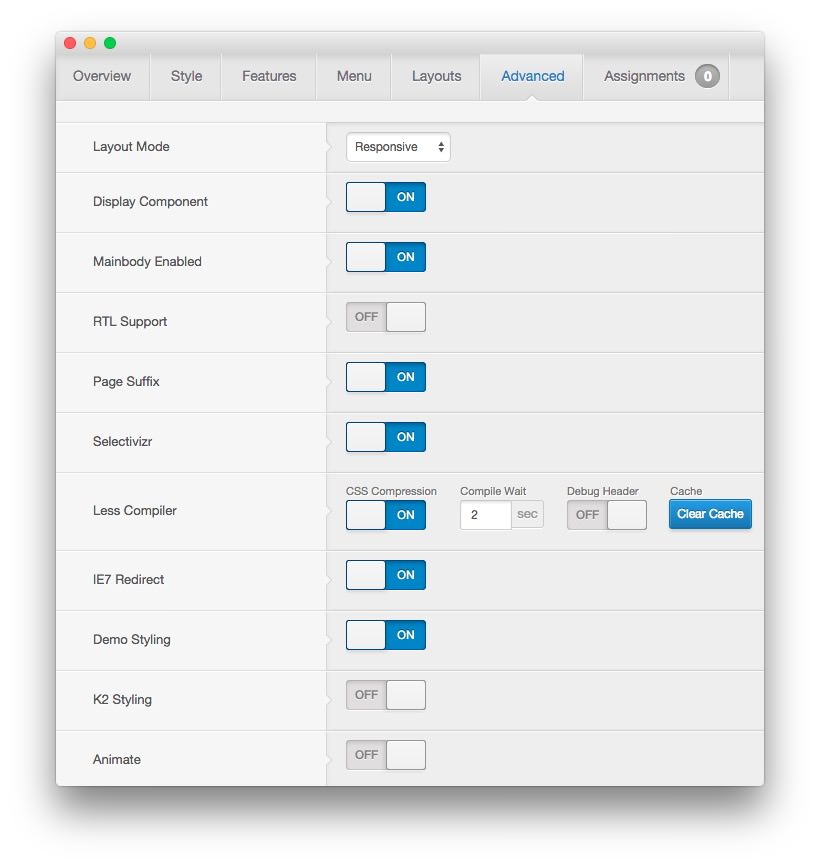 Overview Style Features Menu Layouts Advanced Assignments 0
Layout Mode Responsive
Display Component ON
Mainbody Enabled ON
RTL Support OFF
Page Suffix ON
Selectivizr ON
CSS Compression Compile Wait Debug Header Cache
Less Compiler ON 2 sec OFF Clear Cache
IE7 Redirect ON
Demo Styling ON
K2 Styling OFF
Animate OFF